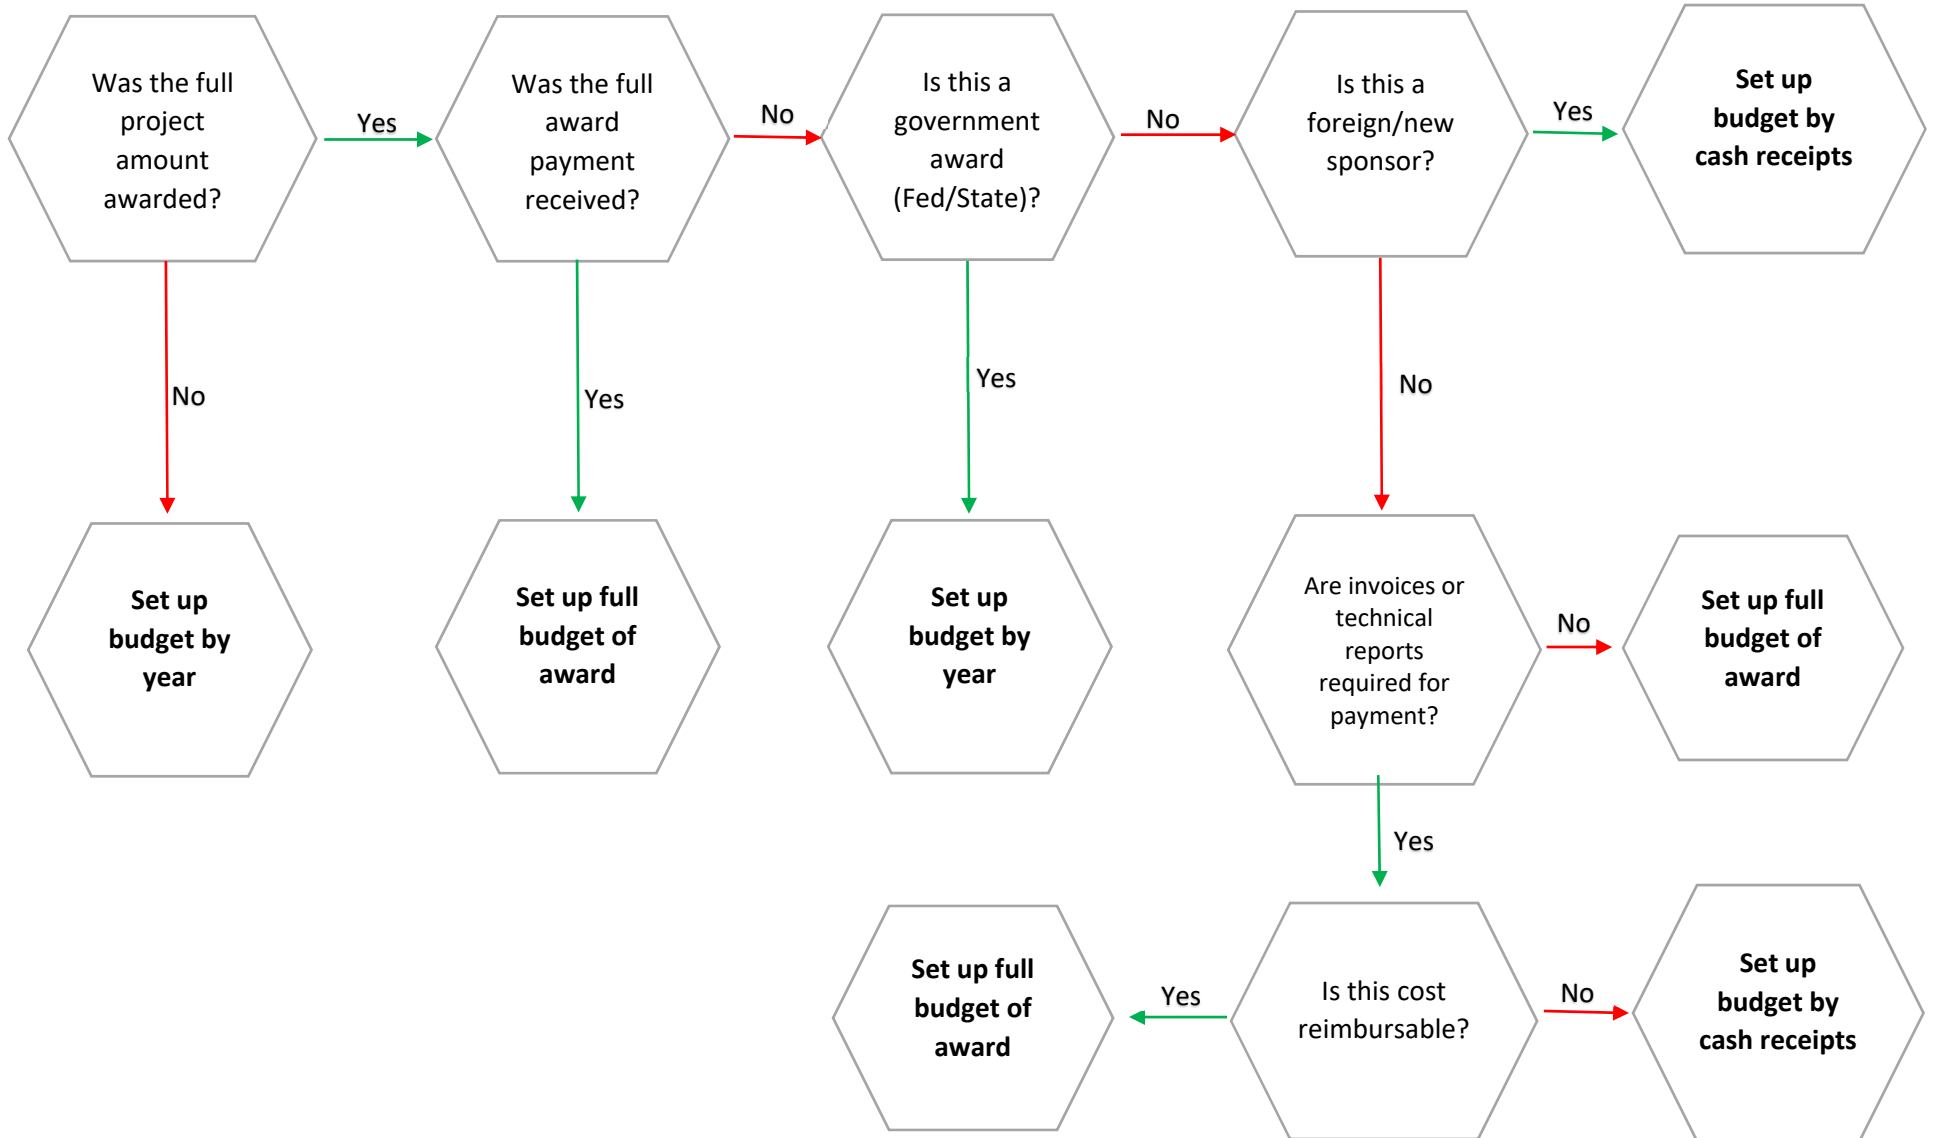 Was the full
project
amount
awarded?
Yes
Was the full
award
payment
received?
No
Is this a
government
award
(Fed/State)?
No
Is this a
foreign/new
sponsor?
Yes
Set up
budget by
cash receipts
No
Yes
Yes
No
Set up
budget by
year
Set up full
budget of
award
Set up
budget by
year
Are invoices or
technical
reports
required for
payment?
No
Set up full
budget of
award
Yes
Set up full
budget of
award
Yes
Is this cost
reimbursable?
No
Set up
budget by
cash receipts